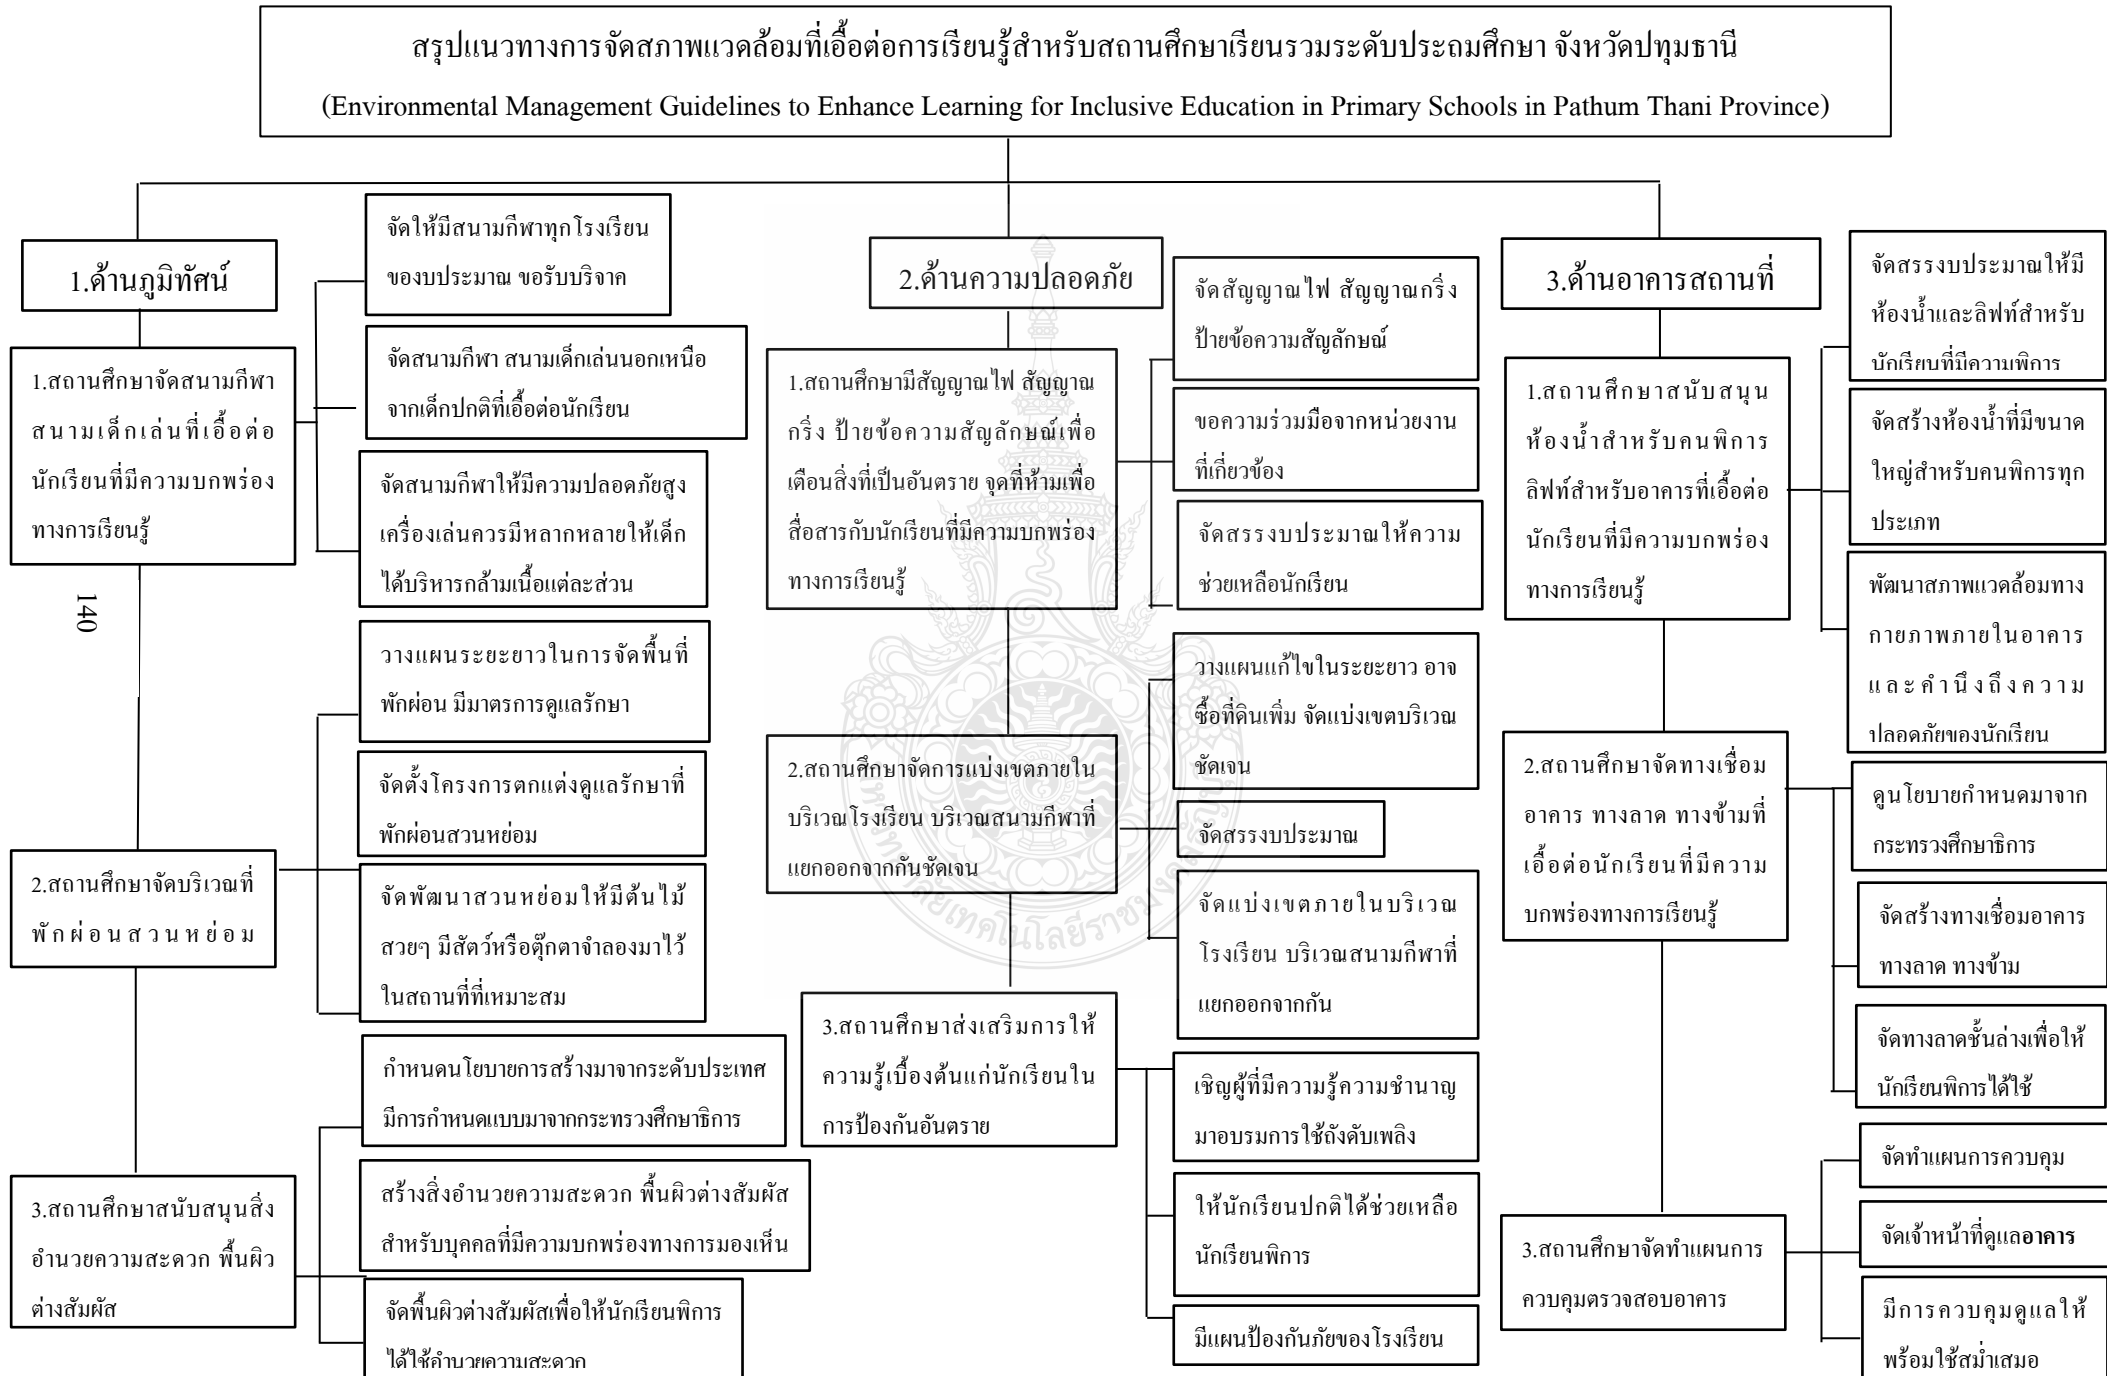 สรุปแนวทางการจัดสภาพแวดล้อมที่เอื้อต่อการเรียนรู้สำหรับสถานศึกษาเรียนรวมระดับประถมศึกษา จังหวัดปทุมธานี
(Environmental Management Guidelines to Enhance Learning for Inclusive Education in Primary Schools in Pathum Thani Province)
1.ด้านภูมิทัศน์
1.สถานศึกษาจัดสนามกีฬา
สนามเด็กเล่นที่เอื้อต่อ
นักเรียนที่มีความบกพร่อง
ทางการเรียนรู้
จัดให้มีสนามกีฬาทุกโรงเรียน
ของบประมาณ ขอรับบริจาค
จัดสนามกีฬา สนามเด็กเล่นนอกเหนือ
จากเด็กปกติที่เอื้อต่อนักเรียน
จัดสนามกีฬาให้มีความปลอดภัยสูง
เครื่องเล่นควรมีหลากหลายให้เด็ก
ได้บริหารกล้ามเนื้อแต่ละส่วน
140
2.สถานศึกษาจัดบริเวณที่
พักผ่อนสวนหย่อม
วางแผนระยะยาวในการจัดพื้นที่
พักผ่อน มีมาตรการดูแลรักษา
จัดตั้งโครงการตกแต่งดูแลรักษาที่
พักผ่อนสวนหย่อม
จัดพัฒนาสวนหย่อมให้มีต้นไม้
สวยๆ มีสัตว์หรือตุ๊กตาจำลองมาไว้
ในสถานที่ที่เหมาะสม
3.สถานศึกษาสนับสนุนสิ่ง
อำนวยความสะดวก พื้นผิว
ต่างสัมผัส
กำหนดนโยบายการสร้างมาจากระดับประเทศ
มีการกำหนดแบบมาจากกระทรวงศึกษาธิการ
สร้างสิ่งอำนวยความสะดวก พื้นผิวต่างสัมผัส
สำหรับบุคคลที่มีความบกพร่องทางการมองเห็น
จัดพื้นผิวต่างสัมผัสเพื่อให้นักเรียนพิการ
ได้ใช้อำนวยความสะดวก
2.ด้านความปลอดภัย
1.สถานศึกษามีสัญญาณไฟ สัญญาณ
กริ่ง ป้ายข้อความสัญลักษณ์เพื่อ
เตือนสิ่งที่เป็นอันตราย จุดที่ห้ามเพื่อ
สื่อสารกับนักเรียนที่มีความบกพร่อง
ทางการเรียนรู้
จัดสัญญาณไฟ สัญญาณกริ่ง
ป้ายข้อความสัญลักษณ์
ขอความร่วมมือจากหน่วยงาน
ที่เกี่ยวข้อง
จัดสรรงบประมาณให้ความ
ช่วยเหลือนักเรียน
2.สถานศึกษาจัดการแบ่งเขตภายใน
บริเวณโรงเรียน บริเวณสนามกีฬาที่
แยกออกจากกันชัดเจน
วางแผนแก้ไขในระยะยาว อาจ
ซื้อที่ดินเพิ่ม จัดแบ่งเขตบริเวณ
ชัดเจน
จัดสรรงบประมาณ
จัดแบ่งเขตภายในบริเวณ
โรงเรียน บริเวณสนามกีฬาที่
แยกออกจากกัน
3.สถานศึกษาส่งเสริมการให้
ความรู้เบื้องต้นแก่นักเรียนใน
การป้องกันอันตราย
เชิญผู้ที่มีความรู้ความชำนาญ
มาอบรมการใช้ถังดับเพลิง
ให้นักเรียนปกติได้ช่วยเหลือ
นักเรียนพิการ
มีแผนป้องกันภัยของโรงเรียน
3.ด้านอาคารสถานที่
1.สถานศึกษาสนับสนุน
ห้องน้ำสำหรับคนพิการ
ลิฟท์สำหรับอาคารที่เอื้อต่อ
นักเรียนที่มีความบกพร่อง
ทางการเรียนรู้
จัดสรรงบประมาณให้มี
ห้องน้ำและลิฟท์สำหรับ
นักเรียนที่มีความพิการ
จัดสร้างห้องน้ำที่มีขนาด
ใหญ่สำหรับคนพิการทุก
ประเภท
พัฒนาสภาพแวดล้อมทาง
กายภาพภายในอาคาร
และคำนึงถึงความ
ปลอดภัยของนักเรียน
2.สถานศึกษาจัดทางเชื่อม
อาคาร ทางลาด ทางข้ามที่
เอื้อต่อนักเรียนที่มีความ
บกพร่องทางการเรียนรู้
ดูนโยบายกำหนดมาจาก
กระทรวงศึกษาธิการ
จัดสร้างทางเชื่อมอาคาร
ทางลาด ทางข้าม
จัดทางลาดชั้นล่างเพื่อให้
นักเรียนพิการได้ใช้
3.สถานศึกษาจัดทำแผนการ
ควบคุมตรวจสอบอาคาร
จัดทำแผนการควบคุม
จัดเจ้าหน้าที่ดูแลอาคาร
มีการควบคุมดูแลให้
พร้อมใช้สม่ำเสมอ